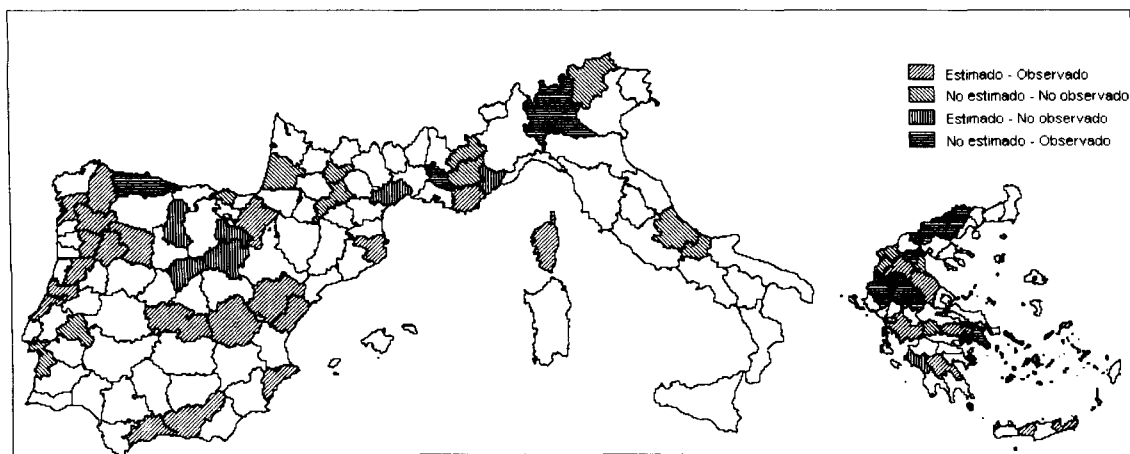 Estimado - Observado
No estimado - No observado
Estimado - No observado
No estimado - Observado